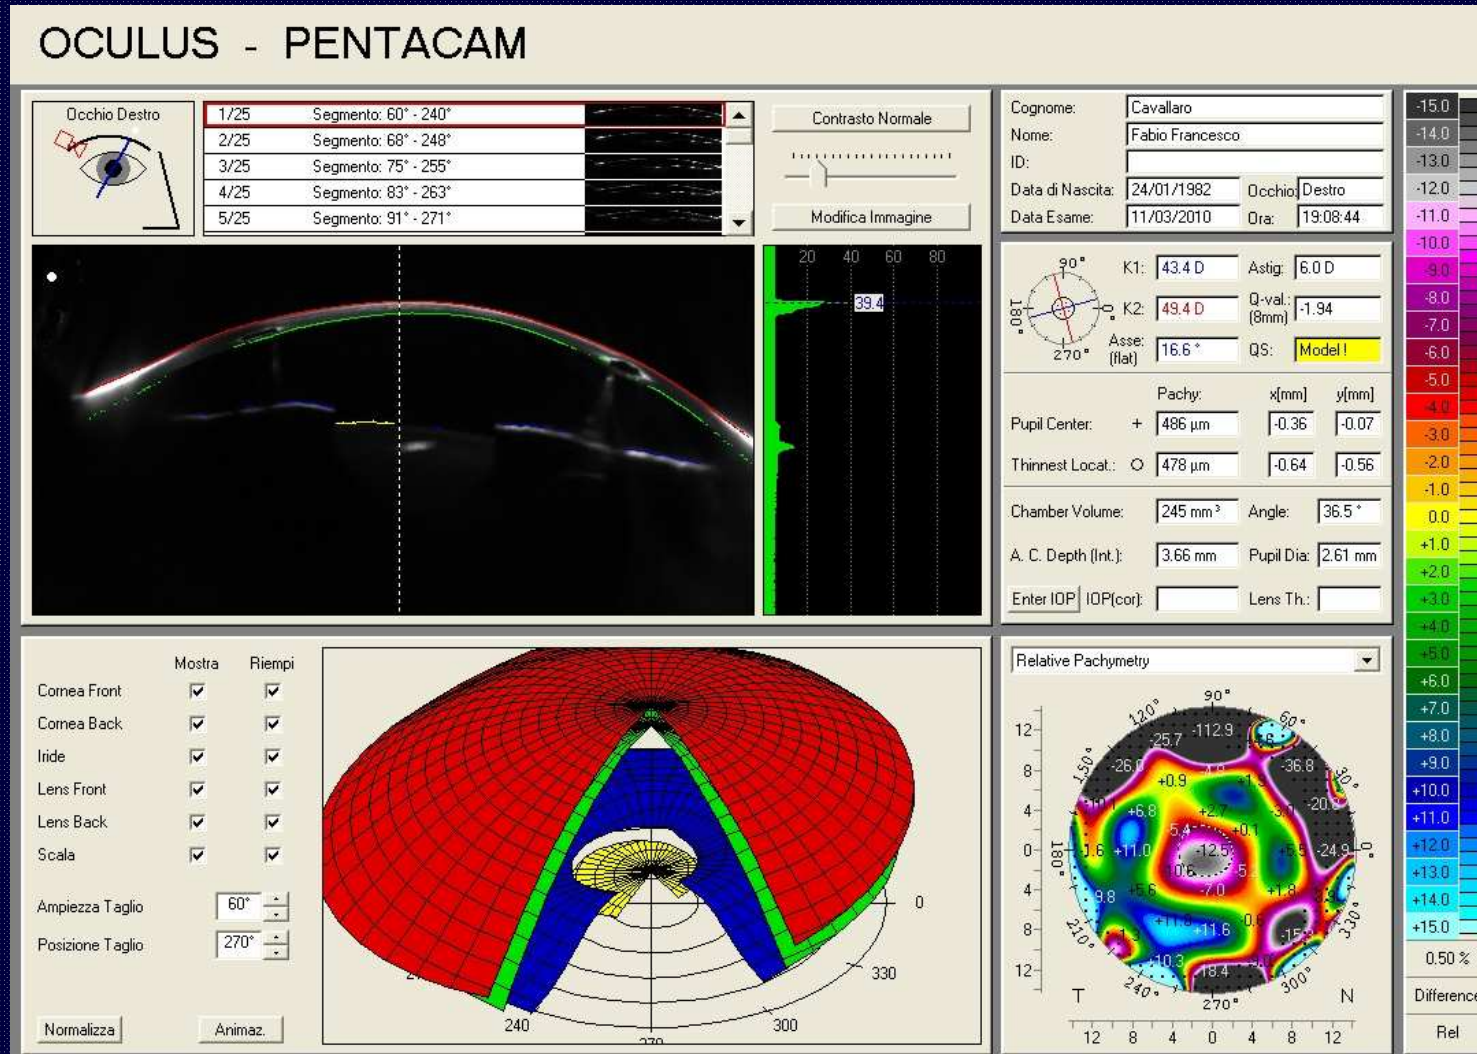 OCULUS - PENTACAM
Occhio Destro
1/25 Segmento: 60° - 240°
2/25 Segmento: 68° - 248°
3/25 Segmento: 75° - 255°
4/25 Segmento: 83° - 263°
5/25 Segmento: 91° - 271°
Contrasto Normale
Modifica Immagine
20 40 60 80
39.4
Cognome: Cavallaro
Nome: Fabio Francesco
ID:
Data di Nascita: 24/01/1982 Occhio: Destro
Data Esame: 11/03/2010 Ora: 19:08:44
90°
180°
0°
270°
K1: 43.4 D Astig: 6.0 D
K2: 49.4 D Q-val.: (8mm) -1.94
Asse: (flat) 16.6° QS: Model !
Pachy: x[mm] y[mm]
Pupil Center: + 486 µm -0.36 -0.07
Thinnest Locat.: O 478 µm -0.64 -0.56
Chamber Volume: 245 mm³ Angle: 36.5°
A. C. Depth (Int.): 3.66 mm Pupil Dia: 2.61 mm
Enter IOP IOP(cor): Lens Th.:
Mostra Riempi
Cornea Front
Cornea Back
Iride
Lens Front
Lens Back
Scala
Ampiezza Taglio 60°
Posizione Taglio 270°
Normalizza Animaz.
0
330
300
240
Relative Pachymetry
90°
120° 60°
150° 30°
180° 0°
210° 330°
240° 300°
270°
12
8
4
0
4
8
12
T N
12 8 4 0 4 8 12
-112.9
-25.7
-26.0
-36.8
+0.9
+6.8
+2.7
+0.1
+11.0
-12.5
-24.9
-7.0
+1.8
+5.6
+11.6
-15.0
-14.0
-13.0
-12.0
-11.0
-10.0
-9.0
-8.0
-7.0
-6.0
-5.0
-4.0
-3.0
-2.0
-1.0
0.0
+1.0
+2.0
+3.0
+4.0
+5.0
+6.0
+7.0
+8.0
+9.0
+10.0
+11.0
+12.0
+13.0
+14.0
+15.0
0.50 %
Difference
Rel